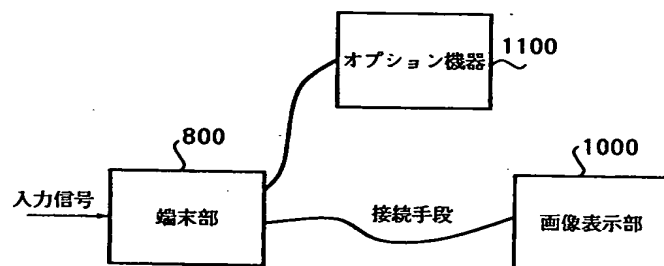 1100
オプション機器
800
1000
入力信号
端末部
接続手段
画像表示部